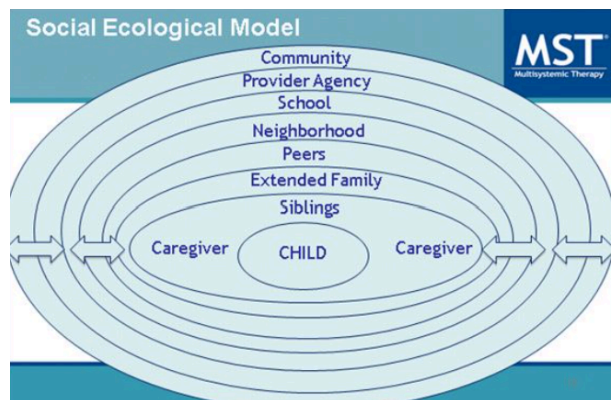 Social Ecological Model
MST
Multisystemic Therapy
Community
Provider Agency
School
Neighborhood
Peers
Extended Family
Siblings
Caregiver
CHILD
Caregiver